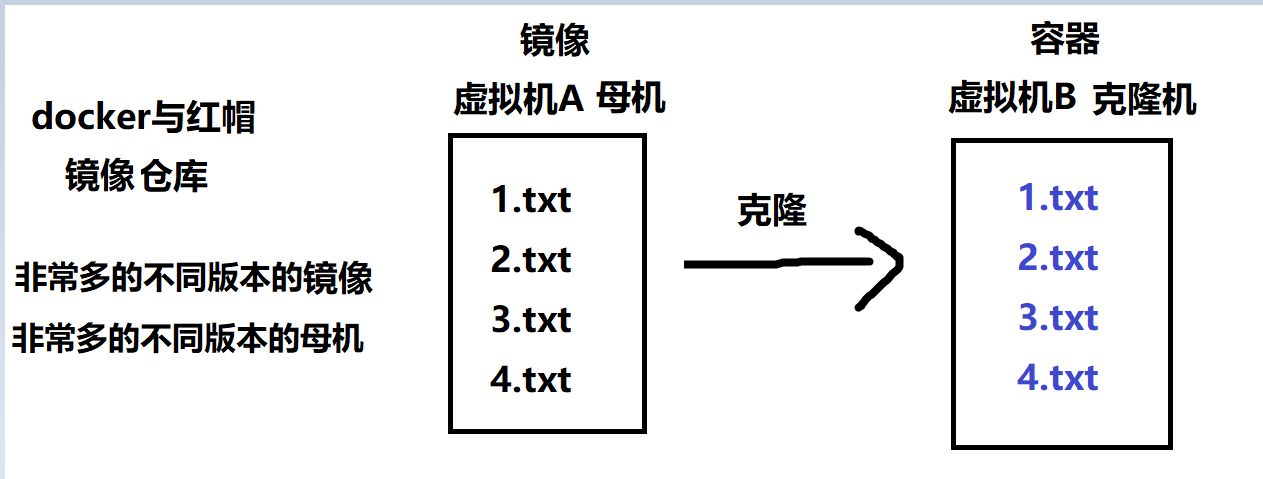 docker与红帽
镜像仓库
非常多的不同版本的镜像
非常多的不同版本的母机
镜像
虚拟机A 母机
1.txt
2.txt
3.txt
4.txt
克隆
容器
虚拟机B 克隆机
1.txt
2.txt
3.txt
4.txt